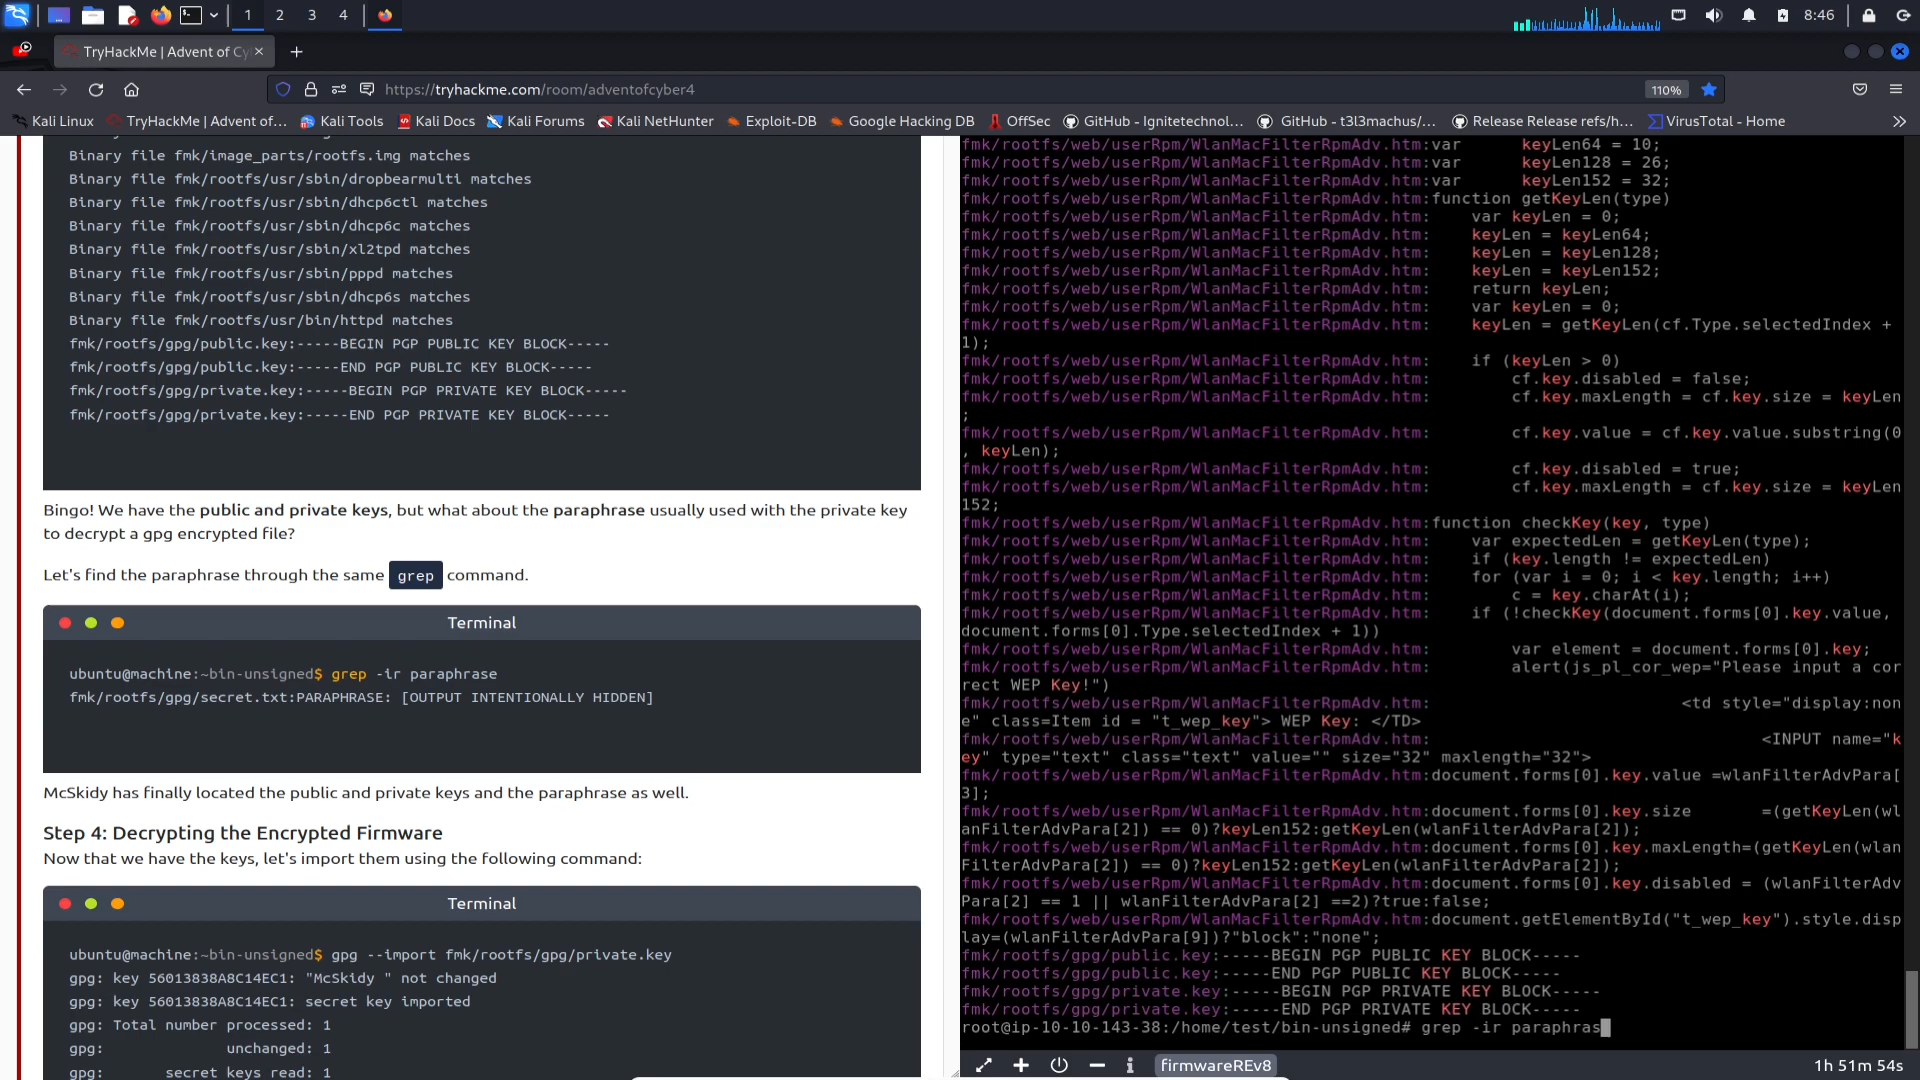 1
2
3
4
8:46
TryHackMe | Advent of Cy
https://tryhackme.com/room/adventofcyber4
110%
Kali Linux
TryHackMe | Advent of...
Kali Tools
Kali Docs
Kali Forums
Kali NetHunter
Exploit-DB
Google Hacking DB
OffSec
GitHub - Ignitetechnol...
GitHub - t3l3machus/...
Release Release refs/h...
VirusTotal - Home
Binary file fmk/image_parts/rootfs.img matches
Binary file fmk/rootfs/usr/sbin/dropbearmulti matches
Binary file fmk/rootfs/usr/sbin/dhcp6ctl matches
Binary file fmk/rootfs/usr/sbin/dhcp6c matches
Binary file fmk/rootfs/usr/sbin/xl2tpd matches
Binary file fmk/rootfs/usr/sbin/pppd matches
Binary file fmk/rootfs/usr/sbin/dhcp6s matches
Binary file fmk/rootfs/usr/bin/httpd matches
fmk/rootfs/gpg/public.key:-----BEGIN PGP PUBLIC KEY BLOCK-----
fmk/rootfs/gpg/public.key:-----END PGP PUBLIC KEY BLOCK-----
fmk/rootfs/gpg/private.key:-----BEGIN PGP PRIVATE KEY BLOCK-----
fmk/rootfs/gpg/private.key:-----END PGP PRIVATE KEY BLOCK-----
Bingo! We have the public and private keys, but what about the paraphrase usually used with the private key
to decrypt a gpg encrypted file?
Let's find the paraphrase through the same grep command.
Terminal
ubuntu@machine:~bin-unsigned$ grep -ir paraphrase
fmk/rootfs/gpg/secret.txt:PARAPHRASE: [OUTPUT INTENTIONALLY HIDDEN]
McSkidy has finally located the public and private keys and the paraphrase as well.
Step 4: Decrypting the Encrypted Firmware
Now that we have the keys, let's import them using the following command:
Terminal
ubuntu@machine:~bin-unsigned$ gpg --import fmk/rootfs/gpg/private.key
gpg: key 56013838A8C14EC1: "McSkidy " not changed
gpg: key 56013838A8C14EC1: secret key imported
gpg: Total number processed: 1
gpg:              unchanged: 1
gpg:       secret keys read: 1
fmk/rootfs/web/userRpm/WlanMacFilterRpmAdv.htm:var      keyLen64 = 10;
fmk/rootfs/web/userRpm/WlanMacFilterRpmAdv.htm:var      keyLen128 = 26;
fmk/rootfs/web/userRpm/WlanMacFilterRpmAdv.htm:var      keyLen152 = 32;
fmk/rootfs/web/userRpm/WlanMacFilterRpmAdv.htm:function getKeyLen(type)
fmk/rootfs/web/userRpm/WlanMacFilterRpmAdv.htm:    var keyLen = 0;
fmk/rootfs/web/userRpm/WlanMacFilterRpmAdv.htm:    keyLen = keyLen64;
fmk/rootfs/web/userRpm/WlanMacFilterRpmAdv.htm:    keyLen = keyLen128;
fmk/rootfs/web/userRpm/WlanMacFilterRpmAdv.htm:    keyLen = keyLen152;
fmk/rootfs/web/userRpm/WlanMacFilterRpmAdv.htm:    return keyLen;
fmk/rootfs/web/userRpm/WlanMacFilterRpmAdv.htm:    var keyLen = 0;
fmk/rootfs/web/userRpm/WlanMacFilterRpmAdv.htm:    keyLen = getKeyLen(cf.Type.selectedIndex +
1);
fmk/rootfs/web/userRpm/WlanMacFilterRpmAdv.htm:    if (keyLen > 0)
fmk/rootfs/web/userRpm/WlanMacFilterRpmAdv.htm:        cf.key.disabled = false;
fmk/rootfs/web/userRpm/WlanMacFilterRpmAdv.htm:        cf.key.maxLength = cf.key.size = keyLen
;
fmk/rootfs/web/userRpm/WlanMacFilterRpmAdv.htm:        cf.key.value = cf.key.value.substring(0
, keyLen);
fmk/rootfs/web/userRpm/WlanMacFilterRpmAdv.htm:        cf.key.disabled = true;
fmk/rootfs/web/userRpm/WlanMacFilterRpmAdv.htm:        cf.key.maxLength = cf.key.size = keyLen
152;
fmk/rootfs/web/userRpm/WlanMacFilterRpmAdv.htm:function checkKey(key, type)
fmk/rootfs/web/userRpm/WlanMacFilterRpmAdv.htm:    var expectedLen = getKeyLen(type);
fmk/rootfs/web/userRpm/WlanMacFilterRpmAdv.htm:    if (key.length != expectedLen)
fmk/rootfs/web/userRpm/WlanMacFilterRpmAdv.htm:    for (var i = 0; i < key.length; i++)
fmk/rootfs/web/userRpm/WlanMacFilterRpmAdv.htm:        c = key.charAt(i);
fmk/rootfs/web/userRpm/WlanMacFilterRpmAdv.htm:    if (!checkKey(document.forms[0].key.value,
document.forms[0].Type.selectedIndex + 1))
fmk/rootfs/web/userRpm/WlanMacFilterRpmAdv.htm:        var element = document.forms[0].key;
fmk/rootfs/web/userRpm/WlanMacFilterRpmAdv.htm:        alert(js_pl_cor_wep="Please input a cor
rect WEP Key!")
fmk/rootfs/web/userRpm/WlanMacFilterRpmAdv.htm:                         <td style="display:non
e" class=Item id = "t_wep_key"> WEP Key: </TD>
fmk/rootfs/web/userRpm/WlanMacFilterRpmAdv.htm:                                 <INPUT name="k
ey" type="text" class="text" value="" size="32" maxlength="32">
fmk/rootfs/web/userRpm/WlanMacFilterRpmAdv.htm:document.forms[0].key.value =wlanFilterAdvPara[
3];
fmk/rootfs/web/userRpm/WlanMacFilterRpmAdv.htm:document.forms[0].key.size       =(getKeyLen(wl
anFilterAdvPara[2]) == 0)?keyLen152:getKeyLen(wlanFilterAdvPara[2]);
fmk/rootfs/web/userRpm/WlanMacFilterRpmAdv.htm:document.forms[0].key.maxLength=(getKeyLen(wlan
FilterAdvPara[2]) == 0)?keyLen152:getKeyLen(wlanFilterAdvPara[2]);
fmk/rootfs/web/userRpm/WlanMacFilterRpmAdv.htm:document.forms[0].key.disabled = (wlanFilterAdv
Para[2] == 1 || wlanFilterAdvPara[2] ==2)?true:false;
fmk/rootfs/web/userRpm/WlanMacFilterRpmAdv.htm:document.getElementById("t_wep_key").style.disp
lay=(wlanFilterAdvPara[9])?"block":"none";
fmk/rootfs/gpg/public.key:-----BEGIN PGP PUBLIC KEY BLOCK-----
fmk/rootfs/gpg/public.key:-----END PGP PUBLIC KEY BLOCK-----
fmk/rootfs/gpg/private.key:-----BEGIN PGP PRIVATE KEY BLOCK-----
fmk/rootfs/gpg/private.key:-----END PGP PRIVATE KEY BLOCK-----
root@ip-10-10-143-38:/home/test/bin-unsigned# grep -ir paraphras
firmwareREv8
1h 51m 54s